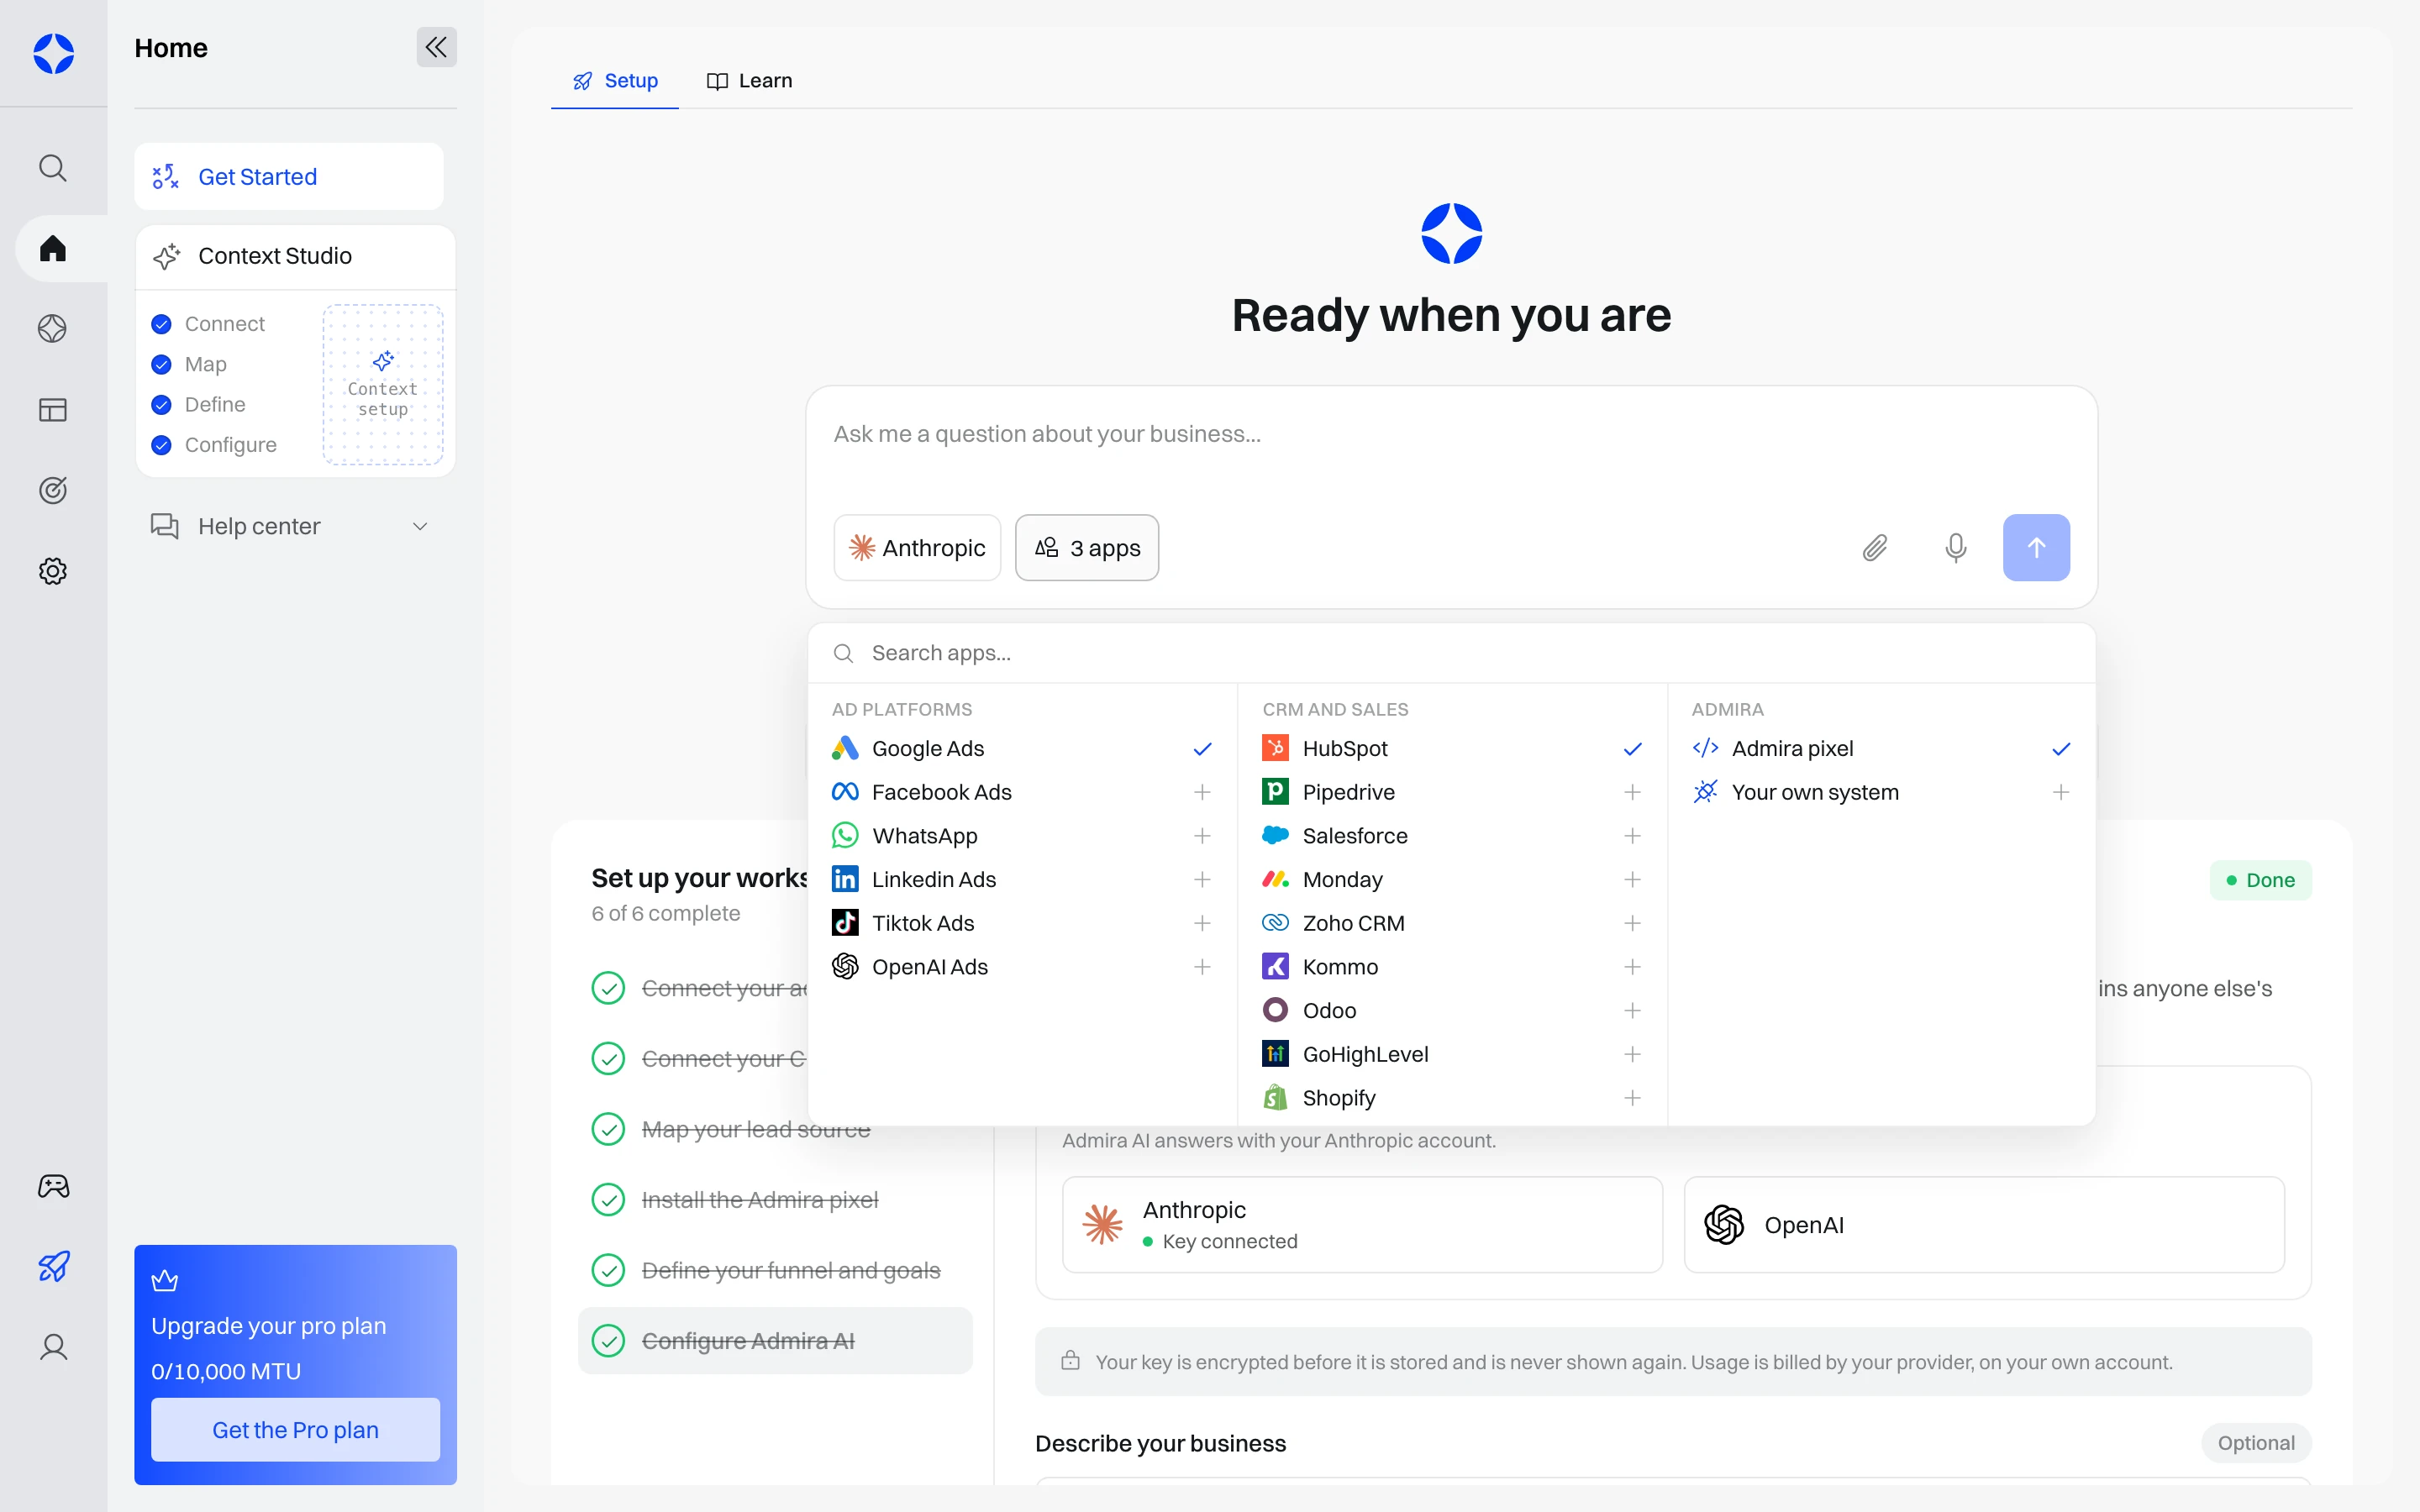 Home
Get Started
Context Studio
Connect
Map
Define
Configure
Context
setup
Help center
Upgrade your pro plan
0/10,000 MTU
Get the Pro plan
Setup
Learn
Ready when you are
Ask me a question about your business...
Anthropic
3 apps
Search apps...
AD PLATFORMS
Google Ads
Facebook Ads
WhatsApp
Linkedin Ads
Tiktok Ads
OpenAI Ads
CRM AND SALES
HubSpot
Pipedrive
Salesforce
Monday
Zoho CRM
Kommo
Odoo
GoHighLevel
Shopify
ADMIRA
Admira pixel
Your own system
Set up your works
6 of 6 complete
Connect your a
Connect your C
Map your lead source
Install the Admira pixel
Define your funnel and goals
Configure Admira AI
Done
ins anyone else's
Admira AI answers with your Anthropic account.
Anthropic
Key connected
OpenAI
Your key is encrypted before it is stored and is never shown again. Usage is billed by your provider, on your own account.
Describe your business
Optional